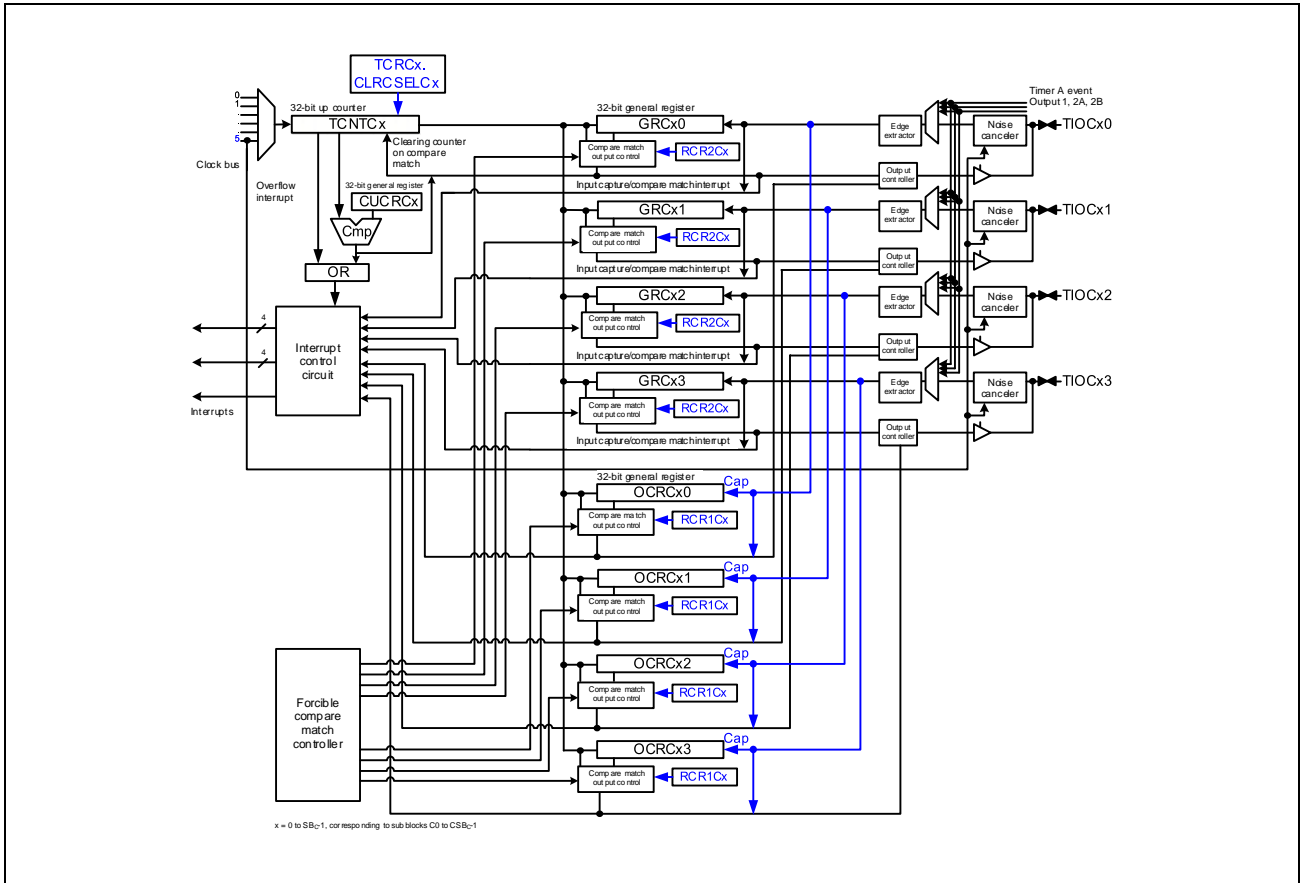 TCRCx.
CLRCSELCx
0
1
.
.
.
5
Clock bus
32-bit up counter
TCNTCx
Clearing counter
on compare
match
Overflow
interrupt
32-bit general register
CUCRCx
Cmp
OR
Interrupt
control
circuit
4
4
Interrupts
32-bit general register
GRCx0
Compare match
output control
RCR2Cx
Input capture/compare match interrupt
Edge
extractor
Output
controller
Noise
canceler
Timer A event
Output 1, 2A, 2B
TIOCx0
GRCx1
Compare match
output control
RCR2Cx
Input capture/compare match interrupt
Edge
extractor
Output
controller
Noise
canceler
TIOCx1
GRCx2
Compare match
output control
RCR2Cx
Input capture/compare match interrupt
Edge
extractor
Output
controller
Noise
canceler
TIOCx2
GRCx3
Compare match
output control
RCR2Cx
Input capture/compare match interrupt
Edge
extractor
Output
controller
Noise
canceler
TIOCx3
32-bit general register
OCRCx0
Cap
Compare match
output control
RCR1Cx
OCRCx1
Cap
Compare match
output control
RCR1Cx
OCRCx2
Cap
Compare match
output control
RCR1Cx
OCRCx3
Cap
Compare match
output control
RCR1Cx
Forcible
compare
match
controller
x = 0 to SBC-1, corresponding to sub blocks C0 to CSBC-1